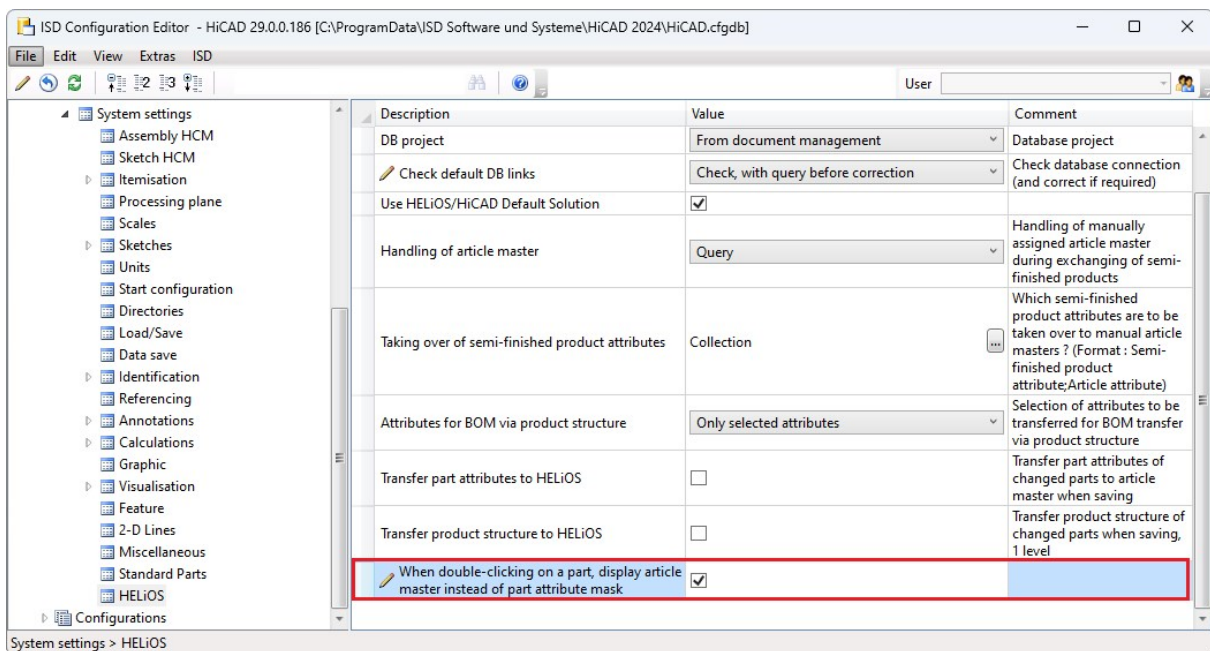 ISD Configuration Editor - HiCAD 29.0.0.186 [C:\ProgramData\ISD Software und Systeme\HiCAD 2024\HiCAD.cfgdb]
File Edit View Extras ISD
User
System settings
Assembly HCM
Sketch HCM
Itemisation
Processing plane
Scales
Sketches
Units
Start configuration
Directories
Load/Save
Data save
Identification
Referencing
Annotations
Calculations
Graphic
Visualisation
Feature
2-D Lines
Miscellaneous
Standard Parts
HELiOS
Configurations
Description Value Comment
DB project From document management Database project
Check default DB links Check, with query before correction Check database connection
(and correct if required)
Use HELiOS/HiCAD Default Solution
Handling of article master Query Handling of manually
assigned article master
during exchanging of semi-
finished products
Taking over of semi-finished product attributes Collection ... Which semi-finished
product attributes are to be
taken over to manual article
masters ? (Format : Semi-
finished product
attribute;Article attribute)
Attributes for BOM via product structure Only selected attributes Selection of attributes to be
transferred for BOM transfer
via product structure
Transfer part attributes to HELiOS Transfer part attributes of
changed parts to article
master when saving
Transfer product structure to HELiOS Transfer product structure of
changed parts when saving,
1 level
When double-clicking on a part, display article
master instead of part attribute mask
System settings > HELiOS